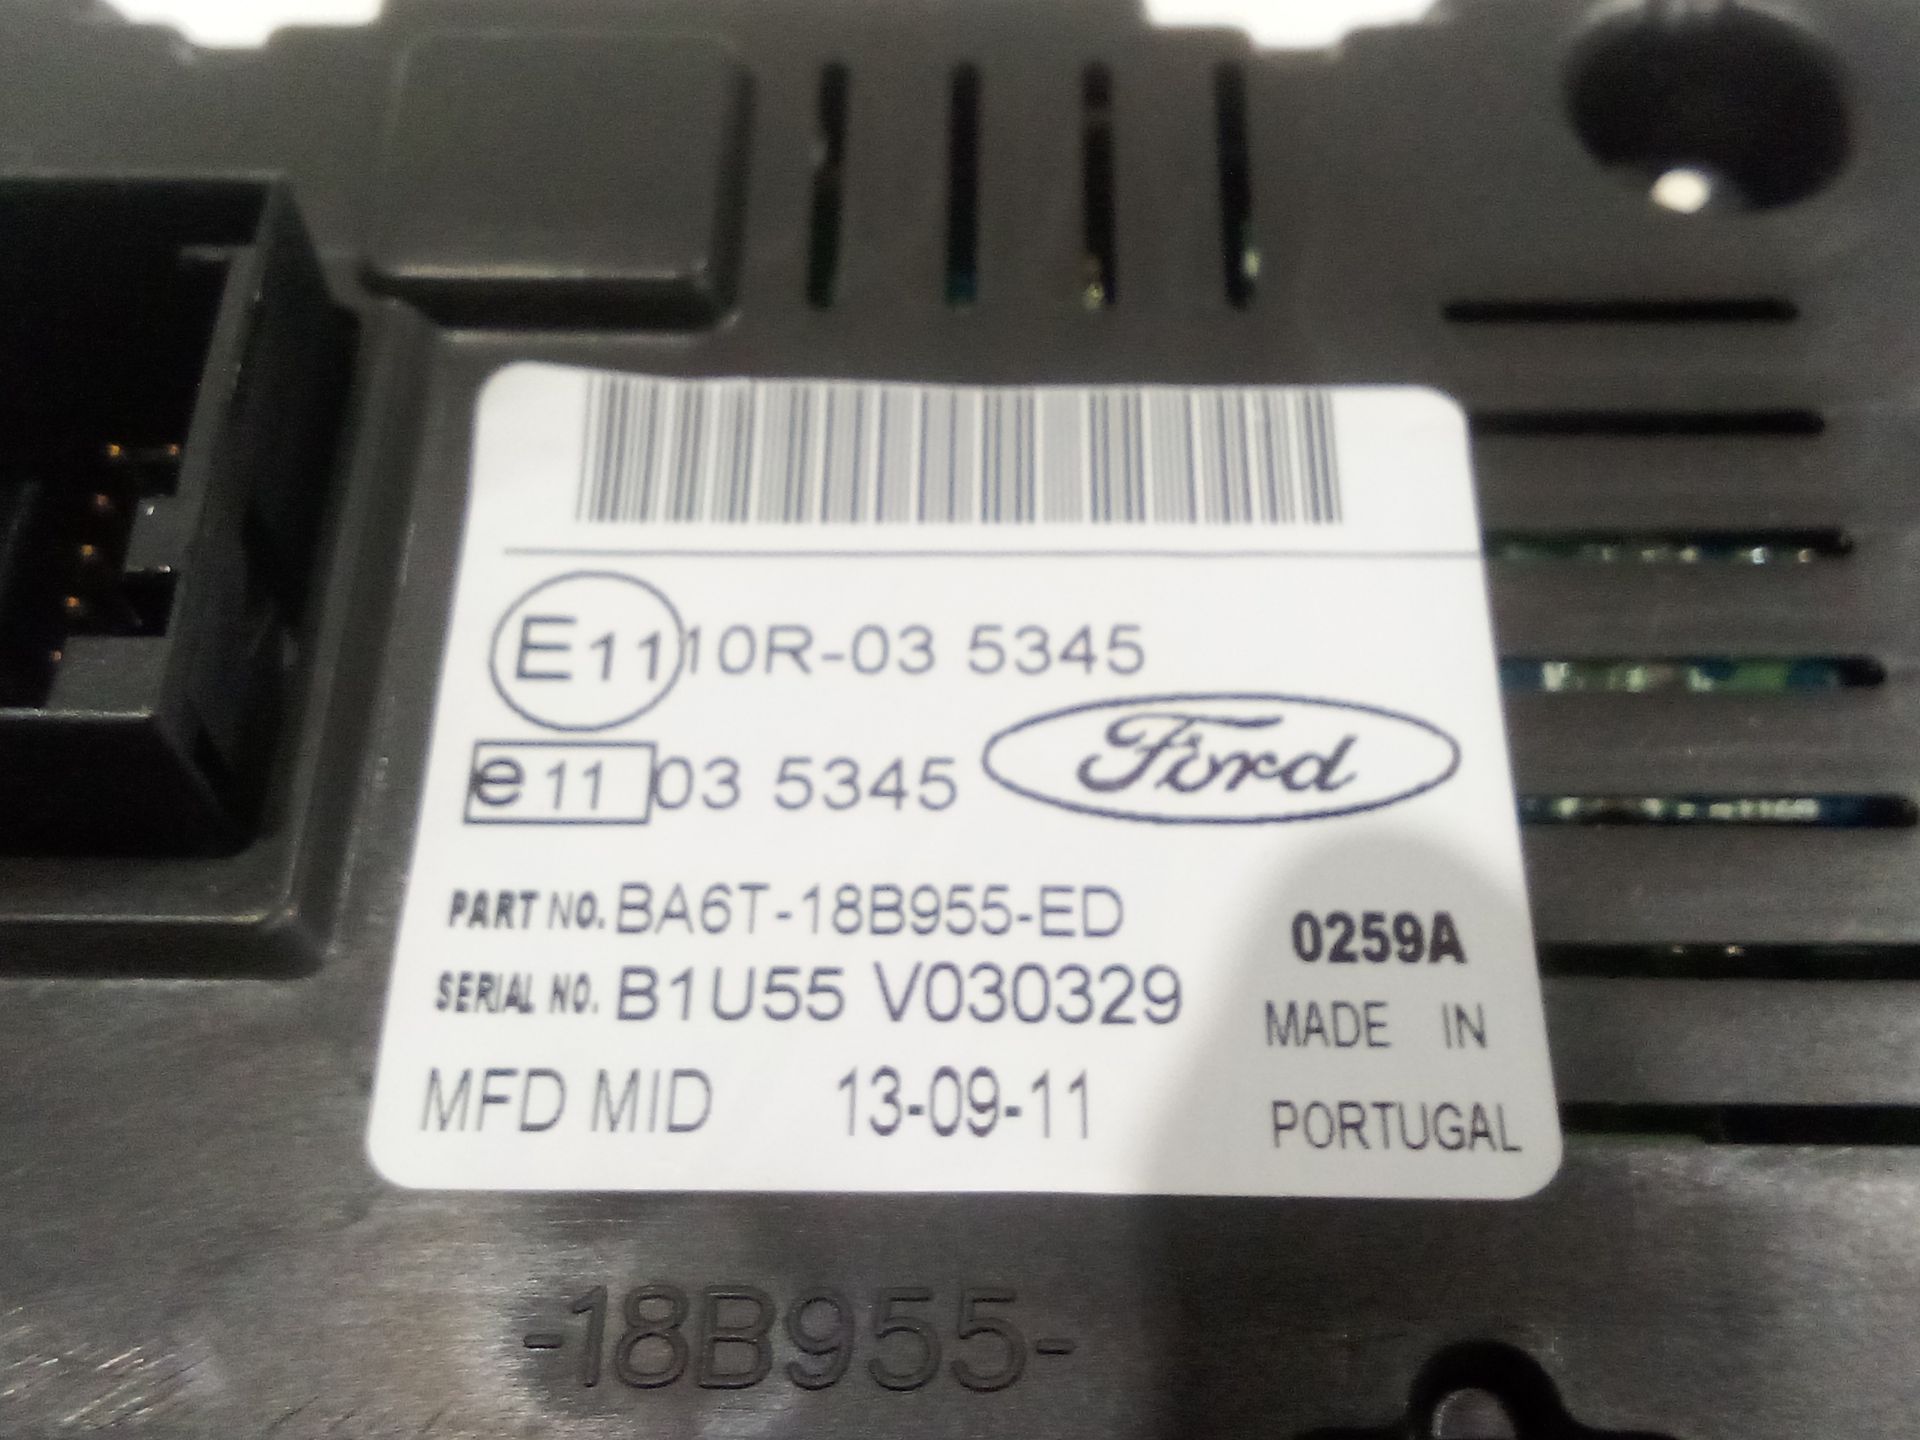 E11 10R-03 5345
e11 03 5345 Ford
PART NO. BA6T-18B955-ED 0259A
SERIAL NO. B1U55 V030329 MADE IN
MFD MID 13-09-11 PORTUGAL
-18B955-